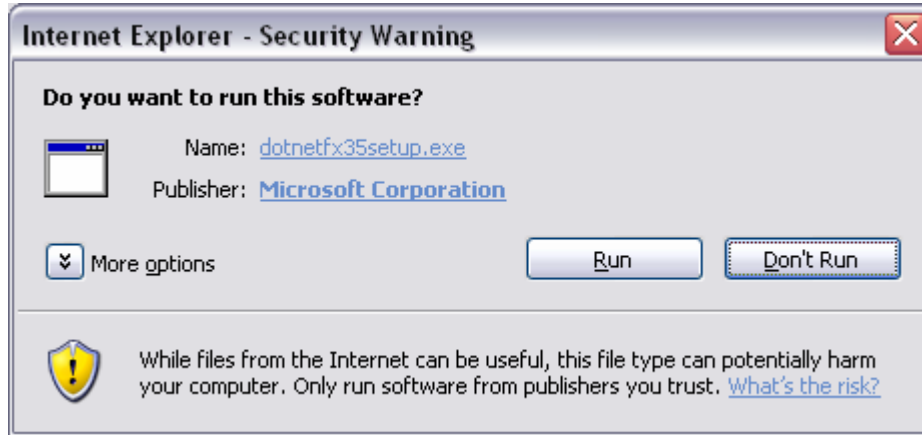 Internet Explorer - Security Warning
Do you want to run this software?
Name: dotnetfx35setup.exe
Publisher: Microsoft Corporation
More options
Run
Don't Run
While files from the Internet can be useful, this file type can potentially harm
your computer. Only run software from publishers you trust. What's the risk?